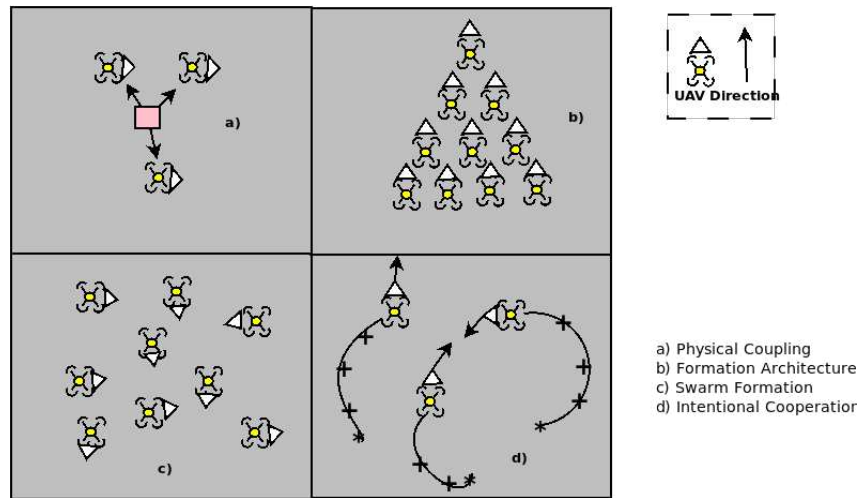 a)
b)
UAV Direction
c)
d)
a) Physical Coupling
b) Formation Architecture
c) Swarm Formation
d) Intentional Cooperation